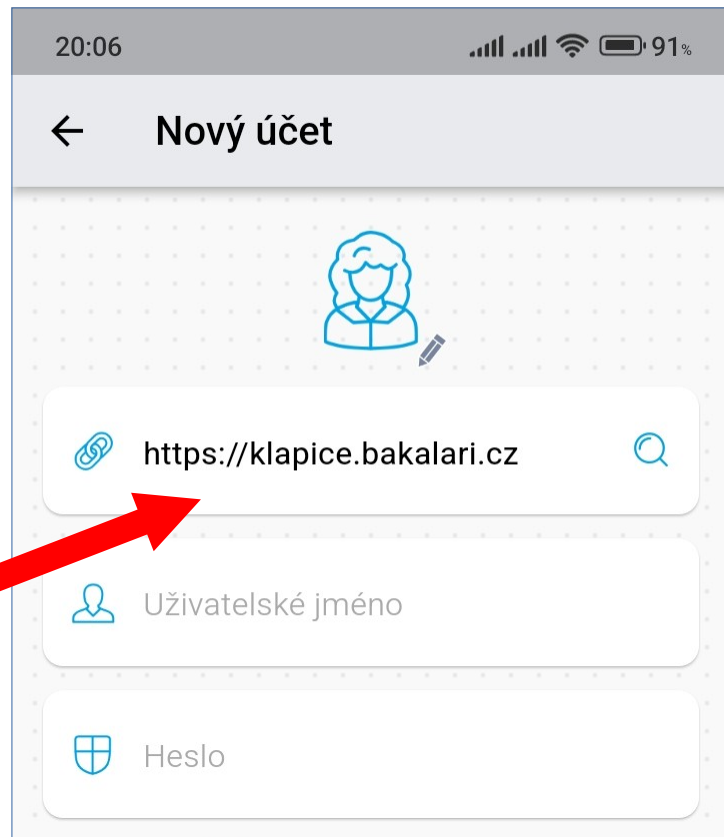 20:06 91%
Nový účet
https://klapice.bakalari.cz
Uživatelské jméno
Heslo